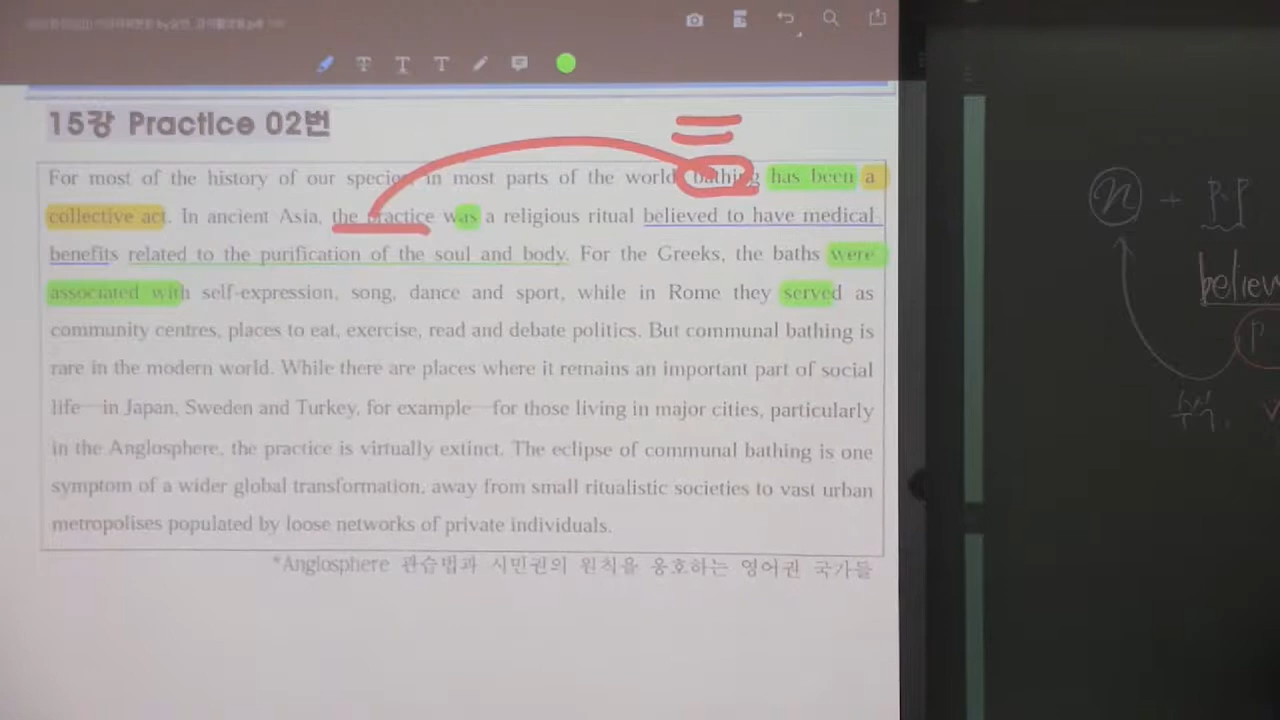 15강 Practice 02번
For most of the history of our species, in most parts of the world, bathing has been a
collective act. In ancient Asia, the practice was a religious ritual believed to have medical
benefits related to the purification of the soul and body. For the Greeks, the baths were
associated with self-expression, song, dance and sport, while in Rome they served as
community centres, places to eat, exercise, read and debate politics. But communal bathing is
rare in the modern world. While there are places where it remains an important part of social
life—in Japan, Sweden and Turkey, for example—for those living in major cities, particularly
in the Anglosphere, the practice is virtually extinct. The eclipse of communal bathing is one
symptom of a wider global transformation, away from small ritualistic societies to vast urban
metropolises populated by loose networks of private individuals.
*Anglosphere 관습법과 시민권의 원칙을 옹호하는 영어권 국가들
n + p.p
believ